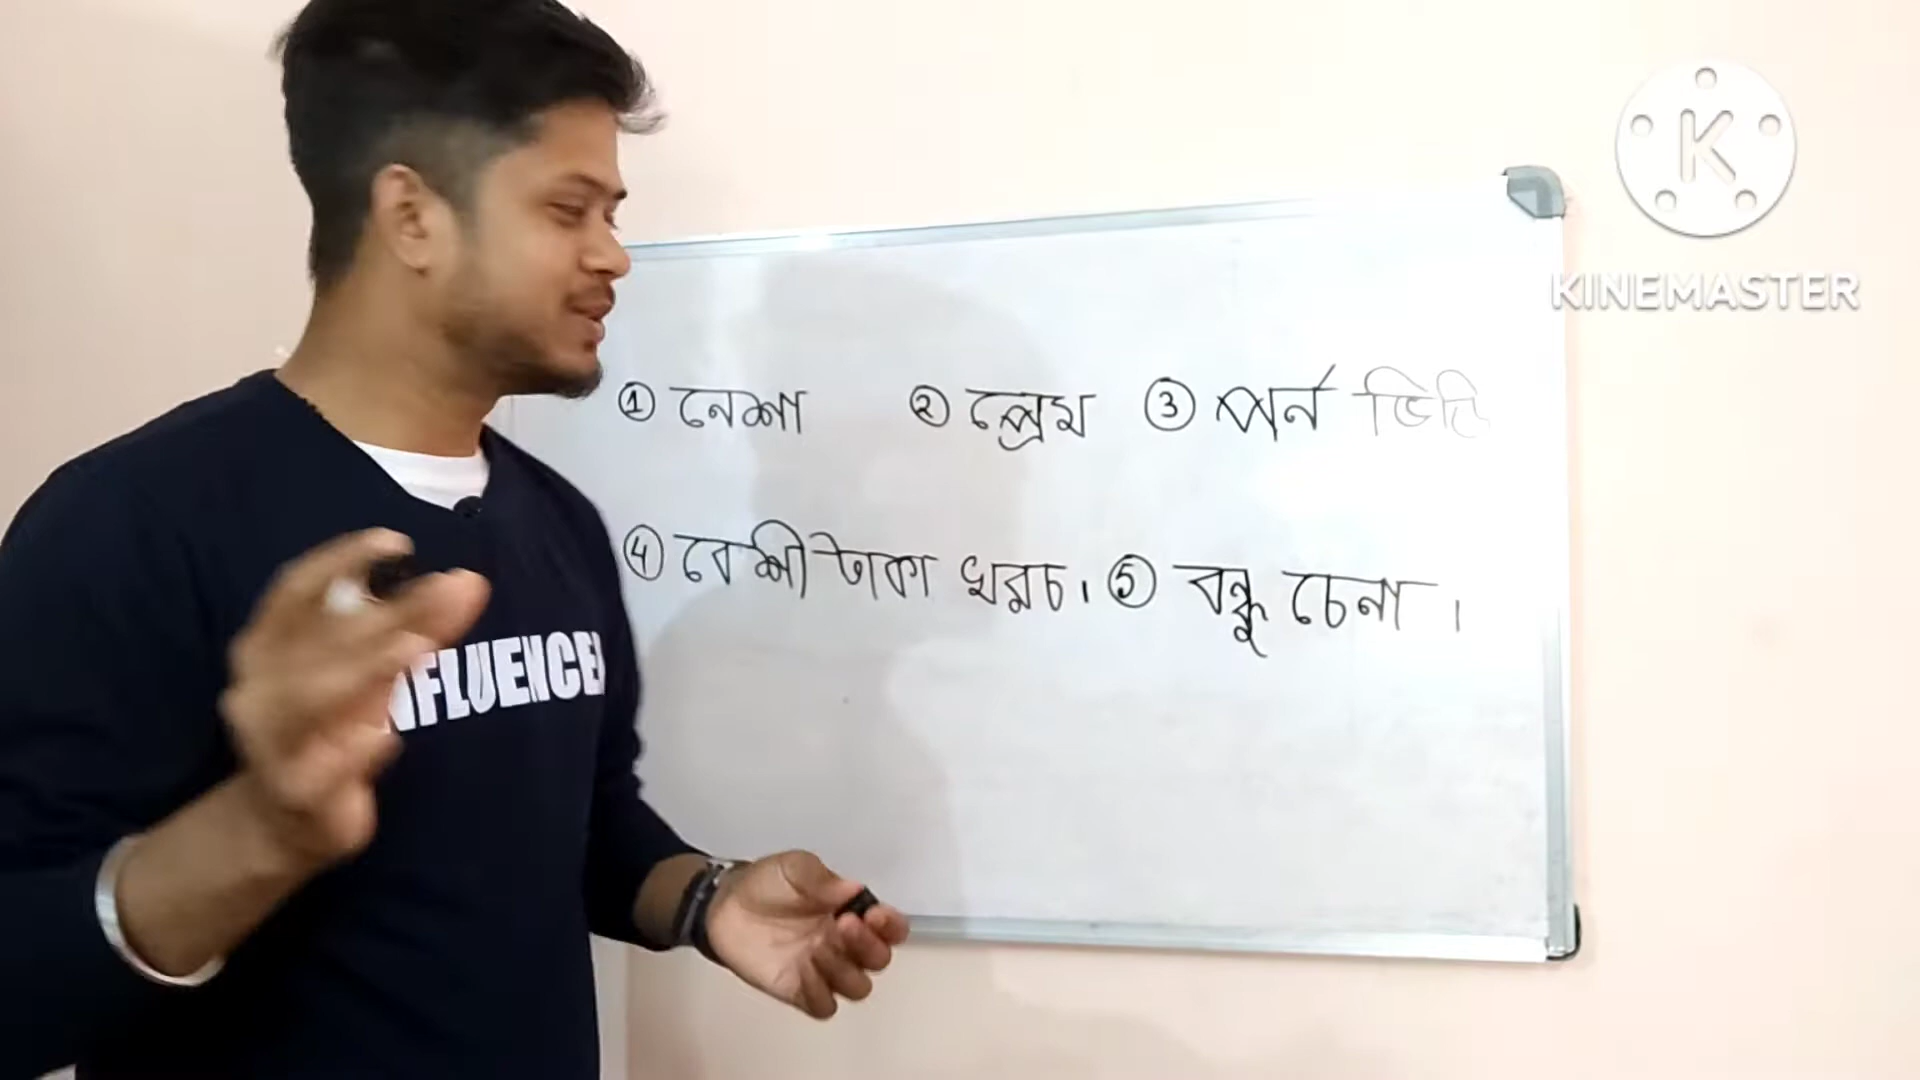 KINEMASTER
① নেশা ② প্রেম ③ পর্ন
④ বেশী টাকা খরচ। ⑤ বন্ধু চেনা।